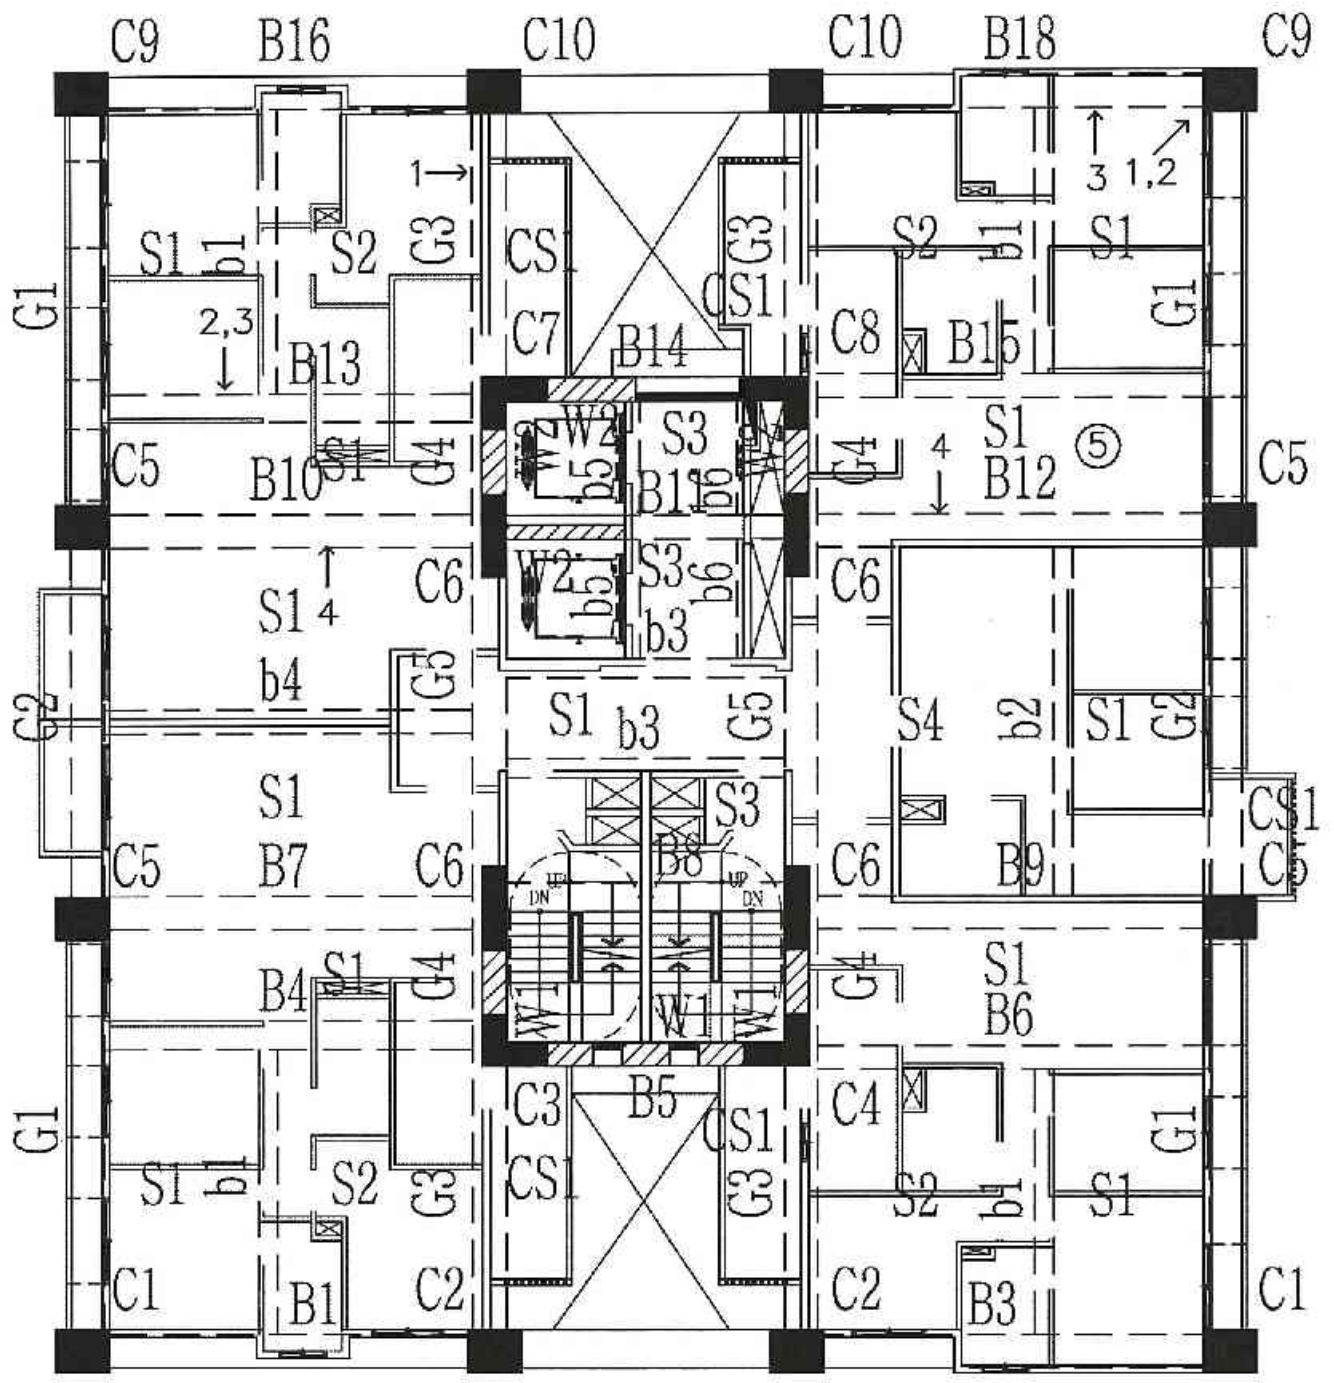 C9 B16 C10 C10 B18 C9
1 3 1,2
S1 b1 S2 G3 CS1 G3 S2 b1 S1
CS1
G1 G1
2,3 C7 C8
B13 B14 B15
W2 W2 S3 S1 5
C5 S1 G4 G4 4 C5
B10 b5 B11 b6 B12
W2 S3
C6 b5 b6 C6
S1 4 b3
b4 G5
G2 S1 b3 G5 S4 b2 S1 G2
S1 S3 CS1
C5 B7 C6 B8 C6 B9 C5
UP UP
DN DN
S1 G4 G4 S1
B4 W1 W1 W1 B6
C3 B5 C4
G1 CS1 G1
S1 b1 S2 G3 CS1 G3 S2 b1 S1
C1 B1 C2 C2 B3 C1